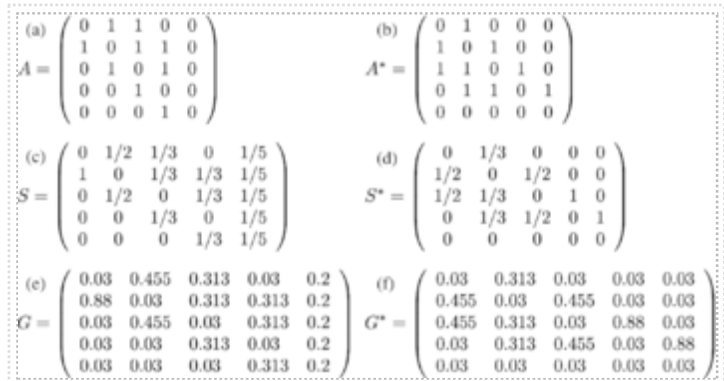 (a) 0 1 1 0 0 (b) 0 1 0 0 0
1 0 1 1 0 1 0 1 0 0
A = 0 1 0 1 0 A* = 1 1 0 1 0
0 0 1 0 0 0 1 1 0 1
0 0 0 1 0 0 0 0 0 0
(c) 0 1/2 1/3 0 1/5 (d) 0 1/3 0 0 0
1 0 1/3 1/3 1/5 1/2 0 1/2 0 0
S = 0 1/2 0 1/3 1/5 S* = 1/2 1/3 0 1 0
0 0 1/3 0 1/5 0 1/3 1/2 0 1
0 0 0 1/3 1/5 0 0 0 0 0
(e) 0.03 0.455 0.313 0.03 0.2 (f) 0.03 0.313 0.03 0.03 0.03
0.88 0.03 0.313 0.313 0.2 0.455 0.03 0.455 0.03 0.03
G = 0.03 0.455 0.03 0.313 0.2 G* = 0.455 0.313 0.03 0.88 0.03
0.03 0.03 0.313 0.03 0.2 0.03 0.313 0.455 0.03 0.88
0.03 0.03 0.03 0.313 0.2 0.03 0.03 0.03 0.03 0.03